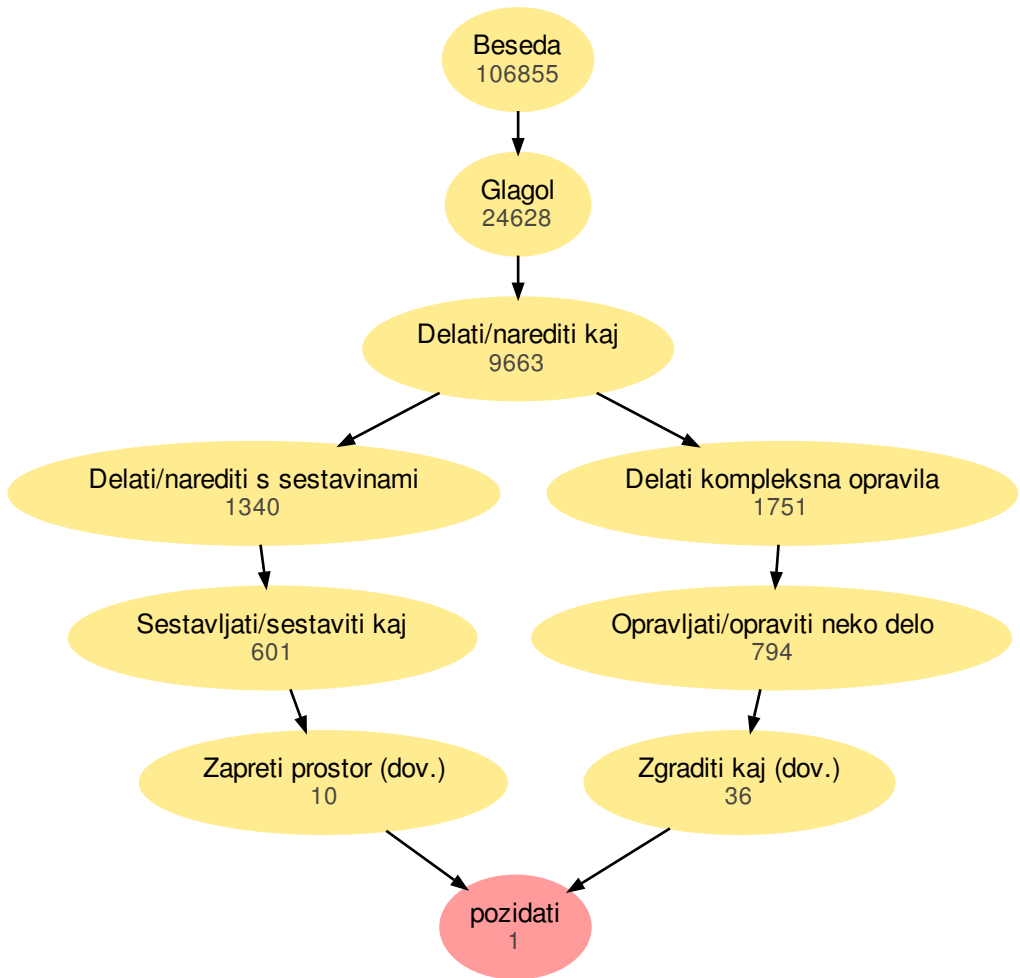 Beseda
106855
Glagol
24628
Delati/narediti kaj
9663
Delati/narediti s sestavinami
1340
Delati kompleksna opravila
1751
Sestavljati/sestaviti kaj
601
Opravljati/opraviti neko delo
794
Zapreti prostor (dov.)
10
Zgraditi kaj (dov.)
36
pozidati
1